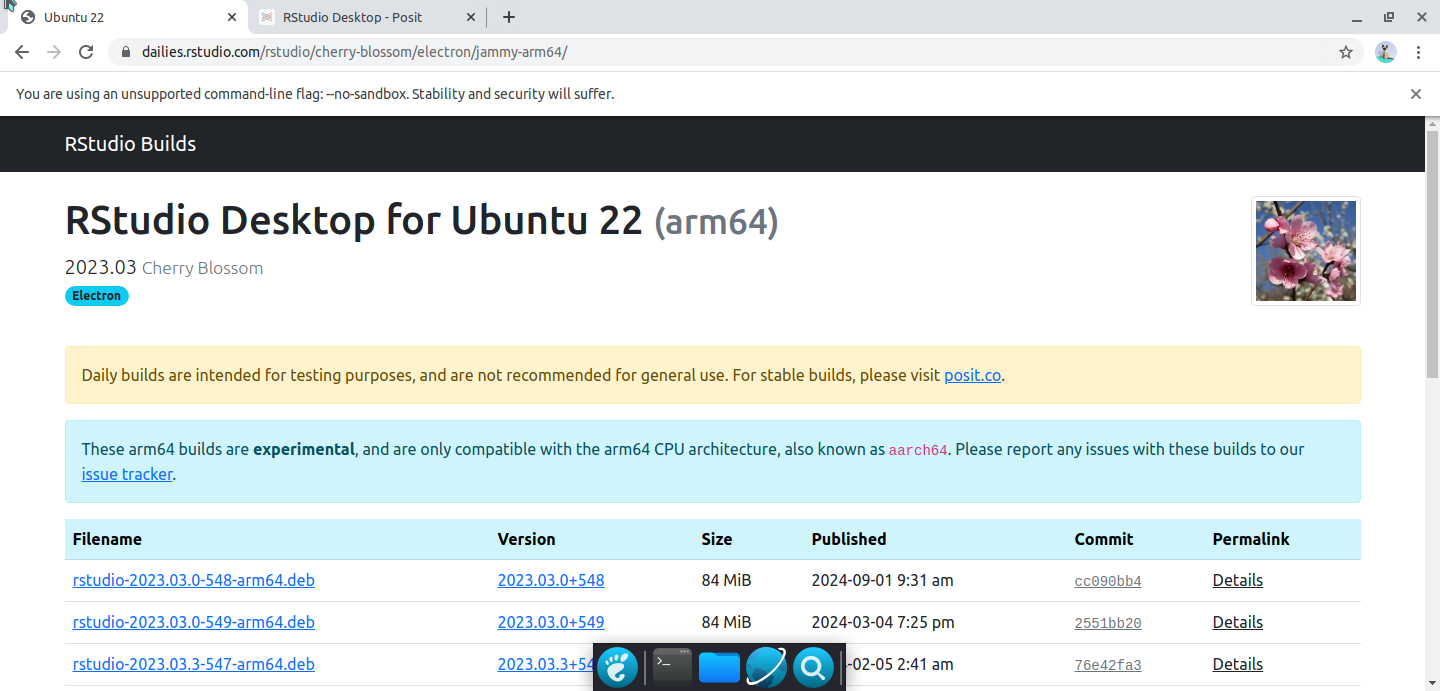 Ubuntu 22
RStudio Desktop - Posit
dailies.rstudio.com/rstudio/cherry-blossom/electron/jammy-arm64/
You are using an unsupported command-line flag: --no-sandbox. Stability and security will suffer.
RStudio Builds
RStudio Desktop for Ubuntu 22 (arm64)
2023.03 Cherry Blossom
Electron
Daily builds are intended for testing purposes, and are not recommended for general use. For stable builds, please visit posit.co.
These arm64 builds are experimental, and are only compatible with the arm64 CPU architecture, also known as aarch64. Please report any issues with these builds to our
issue tracker.
Filename Version Size Published Commit Permalink
rstudio-2023.03.0-548-arm64.deb 2023.03.0+548 84 MiB 2024-09-01 9:31 am cc090bb4 Details
rstudio-2023.03.0-549-arm64.deb 2023.03.0+549 84 MiB 2024-03-04 7:25 pm 2551bb20 Details
rstudio-2023.03.3-547-arm64.deb 2023.03.3+54 -02-05 2:41 am 76e42fa3 Details